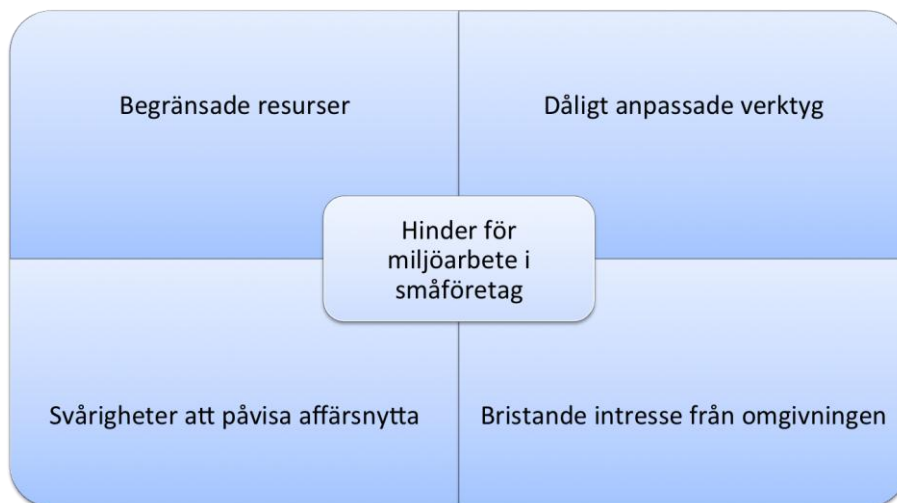 Begränsade resurser
Dåligt anpassade verktyg
Hinder för
miljöarbete i
småföretag
Svårigheter att påvisa affärsnytta
Bristande intresse från omgivningen